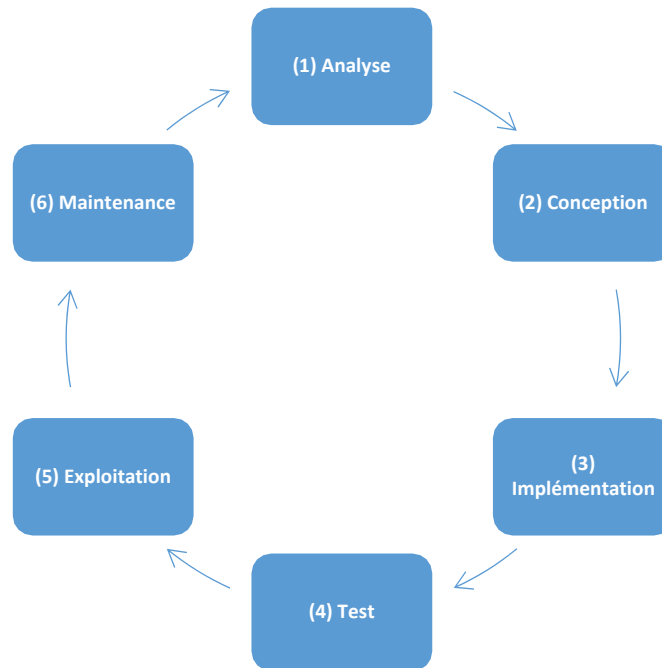 (1) Analyse
(2) Conception
(3)
Implémentation
(4) Test
(5) Exploitation
(6) Maintenance